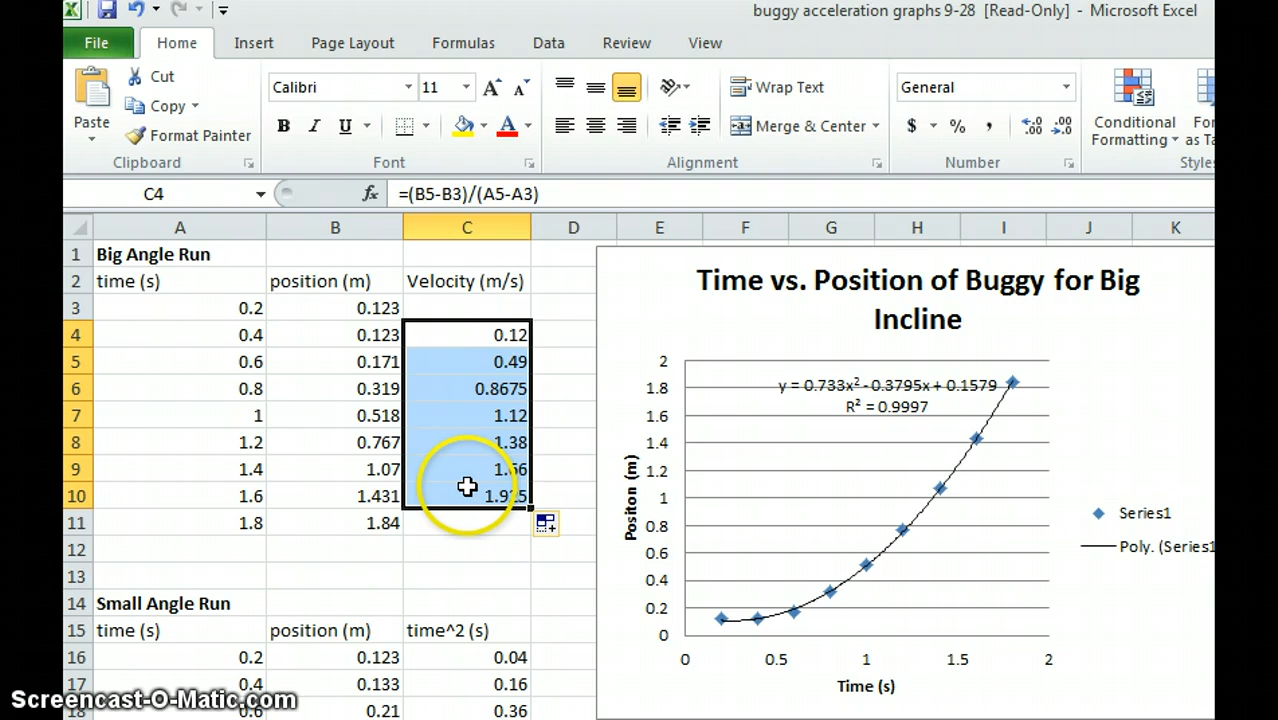 buggy acceleration graphs 9-28 [Read-Only] - Microsoft Excel
File Home Insert Page Layout Formulas Data Review View
Paste Cut Copy Format Painter
Calibri 11 A A
B I U A
Wrap Text
Merge & Center
General
$ % ,
Conditional Formatting
Clipboard Font Alignment Number
C4 fx =(B5-B3)/(A5-A3)
A B C D E F G H I J K
1 Big Angle Run
2 time (s) position (m) Velocity (m/s)
3 0.2 0.123
4 0.4 0.123 0.12
5 0.6 0.171 0.49
6 0.8 0.319 0.8675
7 1 0.518 1.12
8 1.2 0.767 1.38
9 1.4 1.07 1.66
10 1.6 1.431 1.925
11 1.8 1.84
12
13
14 Small Angle Run
15 time (s) position (m) time^2 (s)
16 0.2 0.123 0.04
17 0.4 0.133 0.16
18 0.6 0.21 0.36
Time vs. Position of Buggy for Big
Incline
2
1.8
1.6
1.4
1.2
1
0.8
0.6
0.4
0.2
0
y = 0.733x² - 0.3795x + 0.1579
R² = 0.9997
Positon (m)
0 0.5 1 1.5 2
Time (s)
Series1
Poly. (Series1
Screencast-O-Matic.com